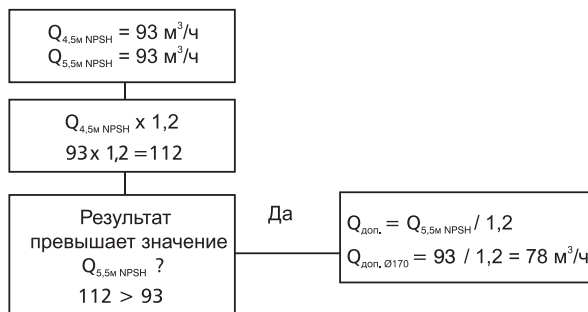 Q4,5м NPSH = 93 м³/ч
Q5,5м NPSH = 93 м³/ч
Q4,5м NPSH x 1,2
93x 1,2 =112
Результат
превышает значение
Q5,5м NPSH ?
112 > 93
Да
Qдоп. = Q5,5м NPSH / 1,2
Qдоп. Ø170 = 93 / 1,2 = 78 м³/ч